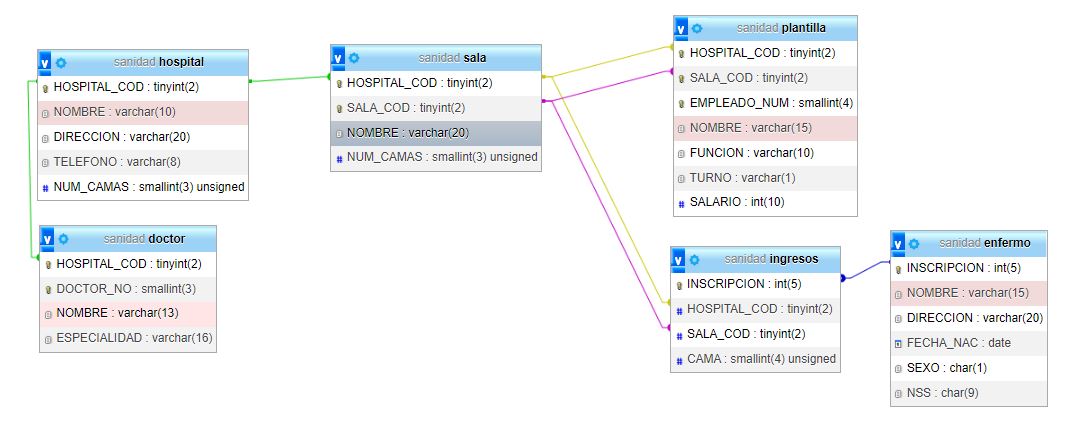 sanidad hospital
HOSPITAL_COD : tinyint(2)
NOMBRE : varchar(10)
DIRECCION : varchar(20)
TELEFONO : varchar(8)
# NUM_CAMAS : smallint(3) unsigned
sanidad doctor
HOSPITAL_COD : tinyint(2)
DOCTOR_NO : smallint(3)
NOMBRE : varchar(13)
ESPECIALIDAD : varchar(16)
sanidad sala
HOSPITAL_COD : tinyint(2)
SALA_COD : tinyint(2)
NOMBRE : varchar(20)
# NUM_CAMAS : smallint(3) unsigned
sanidad plantilla
HOSPITAL_COD : tinyint(2)
SALA_COD : tinyint(2)
EMPLEADO_NUM : smallint(4)
NOMBRE : varchar(15)
FUNCION : varchar(10)
TURNO : varchar(1)
# SALARIO : int(10)
sanidad ingresos
INSCRIPCION : int(5)
# HOSPITAL_COD : tinyint(2)
# SALA_COD : tinyint(2)
# CAMA : smallint(4) unsigned
sanidad enfermo
INSCRIPCION : int(5)
NOMBRE : varchar(15)
DIRECCION : varchar(20)
FECHA_NAC : date
SEXO : char(1)
NSS : char(9)